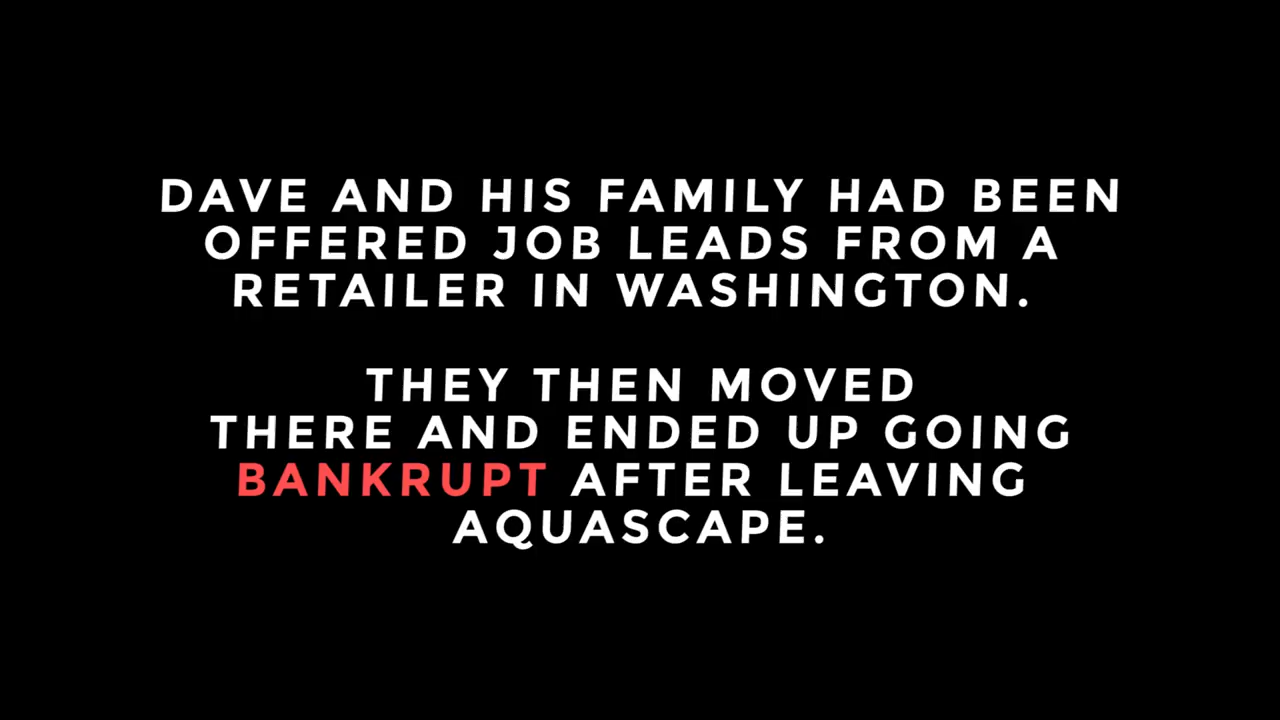 DAVE AND HIS FAMILY HAD BEEN
OFFERED JOB LEADS FROM A
RETAILER IN WASHINGTON.
THEY THEN MOVED
THERE AND ENDED UP GOING
BANKRUPT AFTER LEAVING
AQUASCAPE.